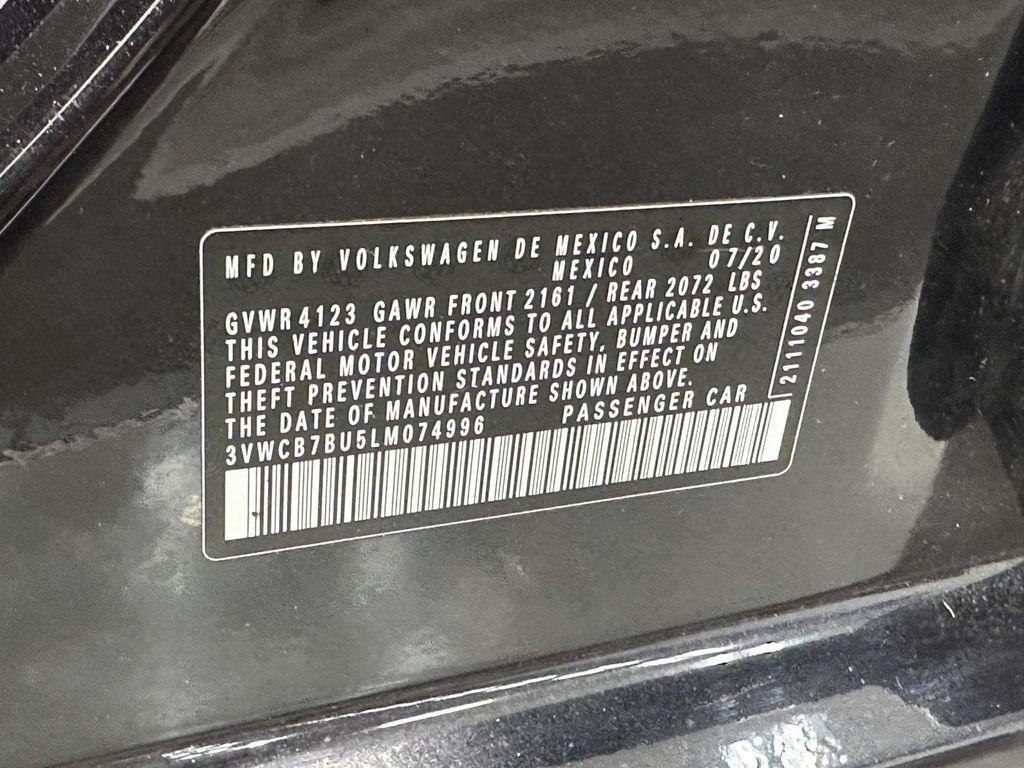 MFD BY VOLKSWAGEN DE MEXICO S.A. DE C.V.
MEXICO 07/20
GVWR 4123 GAWR FRONT 2161 / REAR 2072 LBS
THIS VEHICLE CONFORMS TO ALL APPLICABLE U.S.
FEDERAL MOTOR VEHICLE SAFETY, BUMPER AND
THEFT PREVENTION STANDARDS IN EFFECT ON
THE DATE OF MANUFACTURE SHOWN ABOVE.
3VWCB7BU5LM074996 PASSENGER CAR
2111040 3387 M